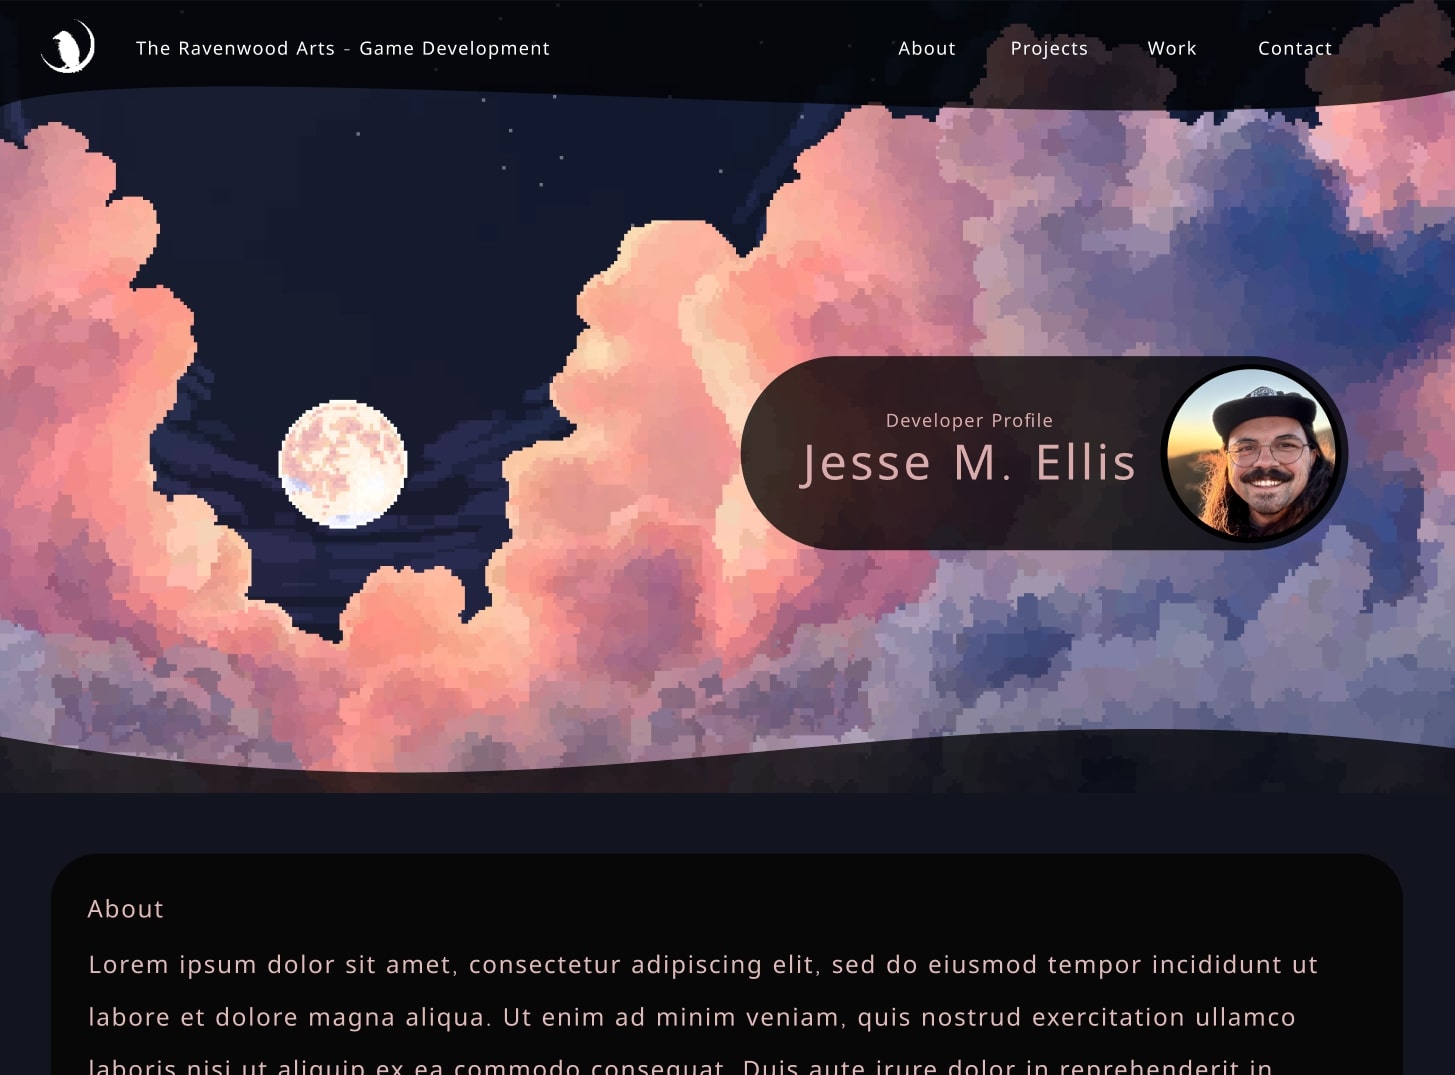 The Ravenwood Arts - Game Development
About Projects Work Contact
Developer Profile
Jesse M. Ellis
About
Lorem ipsum dolor sit amet, consectetur adipiscing elit, sed do eiusmod tempor incididunt ut
labore et dolore magna aliqua. Ut enim ad minim veniam, quis nostrud exercitation ullamco
laboris nisi ut aliquip ex ea commodo consequat. Duis aute irure dolor in reprehenderit in